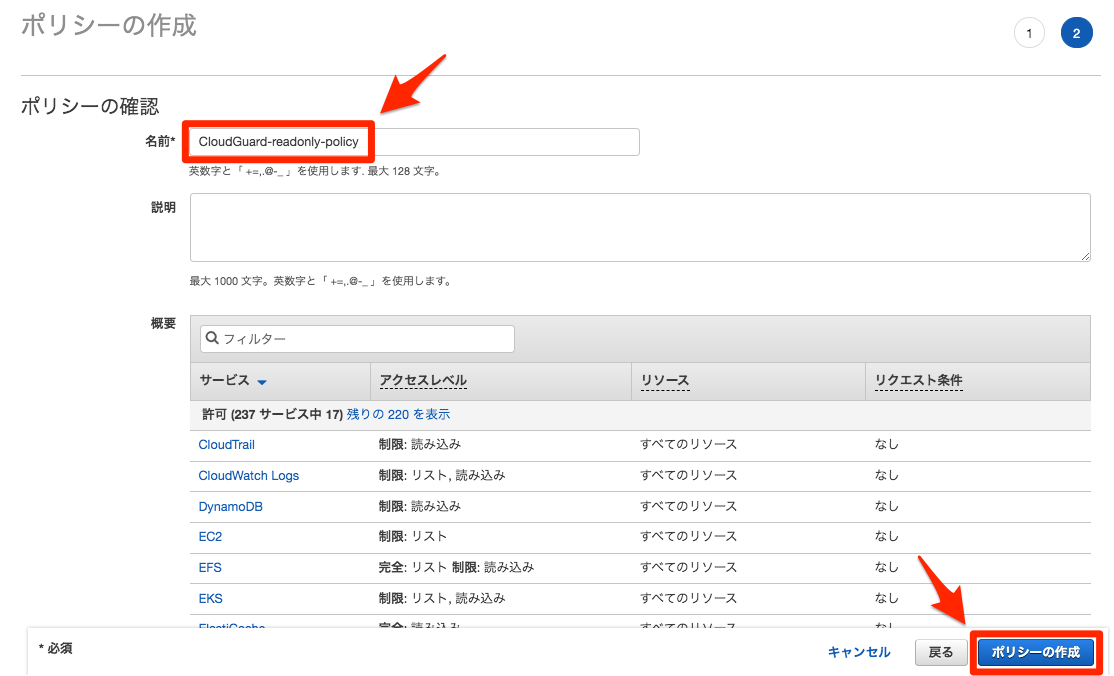 ポリシーの作成
1
2
ポリシーの確認
名前*
CloudGuard-readonly-policy
英数字と「 +=,.@-_ 」を使用します. 最大 128 文字。
説明
最大 1000 文字。英数字と「 +=,.@-_ 」を使用します。
概要
フィルター
サービス アクセスレベル リソース リクエスト条件
許可 (237 サービス中 17) 残りの 220 を表示
CloudTrail 制限: 読み込み すべてのリソース なし
CloudWatch Logs 制限: リスト, 読み込み すべてのリソース なし
DynamoDB 制限: 読み込み すべてのリソース なし
EC2 制限: リスト すべてのリソース なし
EFS 完全: リスト 制限: 読み込み すべてのリソース なし
EKS 制限: リスト, 読み込み すべてのリソース なし
* 必須
キャンセル
戻る
ポリシーの作成